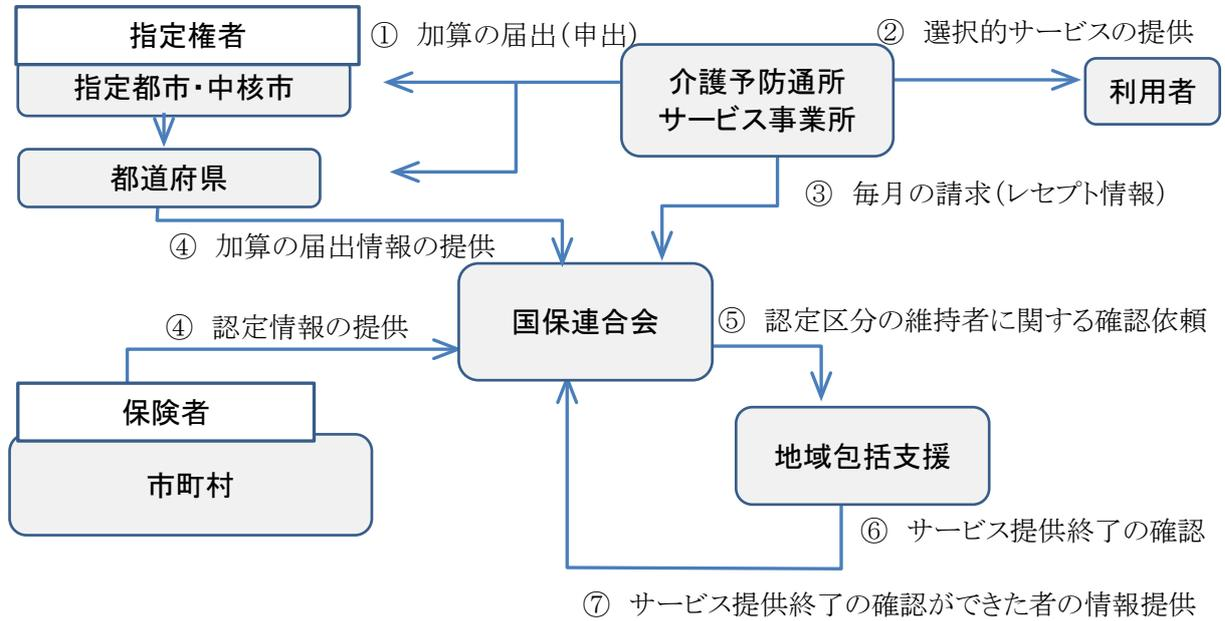 指定権者
① 加算の届出(申出)
② 選択的サービスの提供
指定都市・中核市
介護予防通所
サービス事業所
利用者
都道府県
③ 毎月の請求(レセプト情報)
④ 加算の届出情報の提供
国保連合会
④ 認定情報の提供
⑤ 認定区分の維持者に関する確認依頼
保険者
市町村
地域包括支援
⑥ サービス提供終了の確認
⑦ サービス提供終了の確認ができた者の情報提供